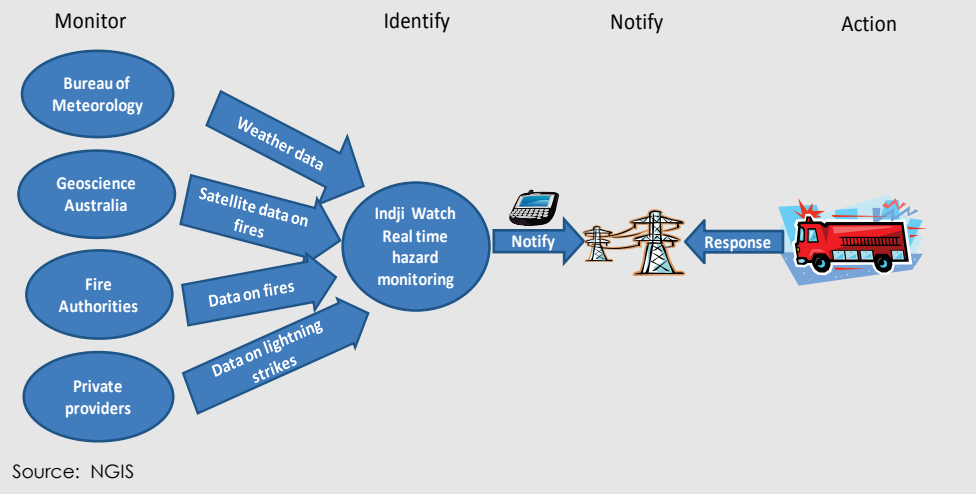 Monitor
Identify
Notify
Action
Bureau of
Meteorology
Weather data
Geoscience
Australia
Satellite data on
fires
Fire
Authorities
Data on fires
Private
providers
Data on lightning
strikes
Indji Watch
Real time
hazard
monitoring
Notify
Response
Source: NGIS